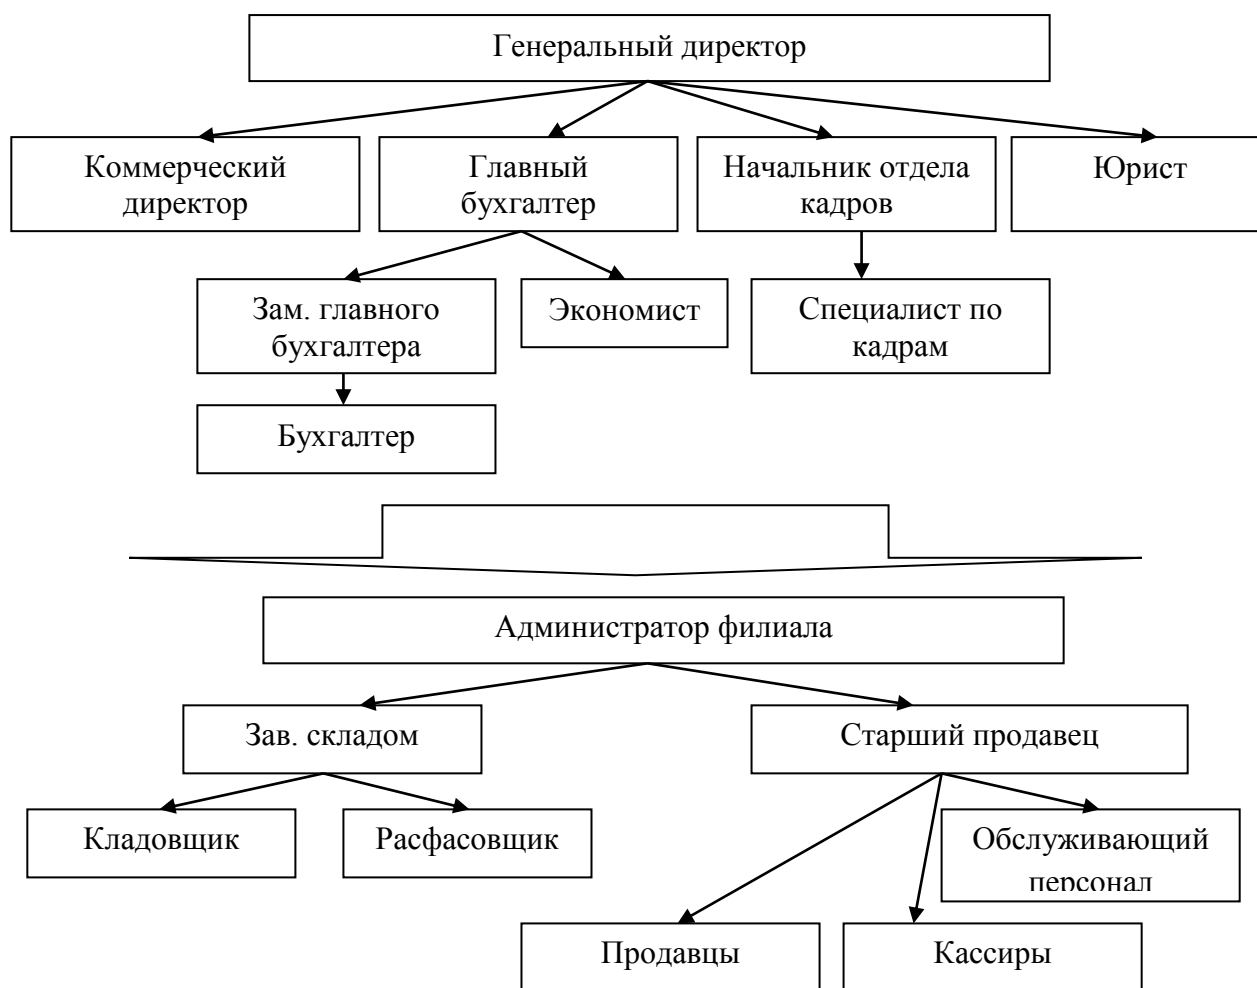 Генеральный директор
Коммерческий
директор
Главный
бухгалтер
Начальник отдела
кадров
Юрист
Зам. главного
бухгалтера
Экономист
Специалист по
кадрам
Бухгалтер
Администратор филиала
Зав. складом
Старший продавец
Кладовщик
Расфасовщик
Обслуживающий
персонал
Продавцы
Кассиры